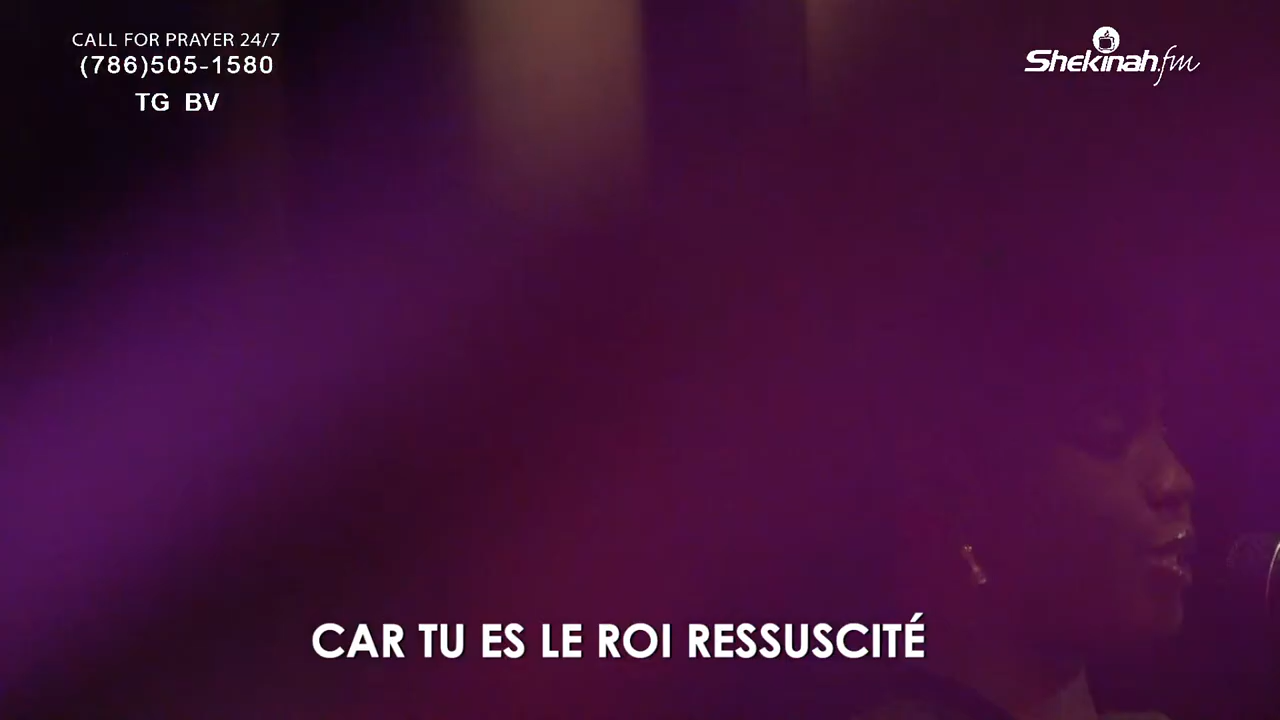 CALL FOR PRAYER 24/7
(786)505-1580
TG BV
Shekinah.fm
CAR TU ES LE ROI RESSUSCITÉ